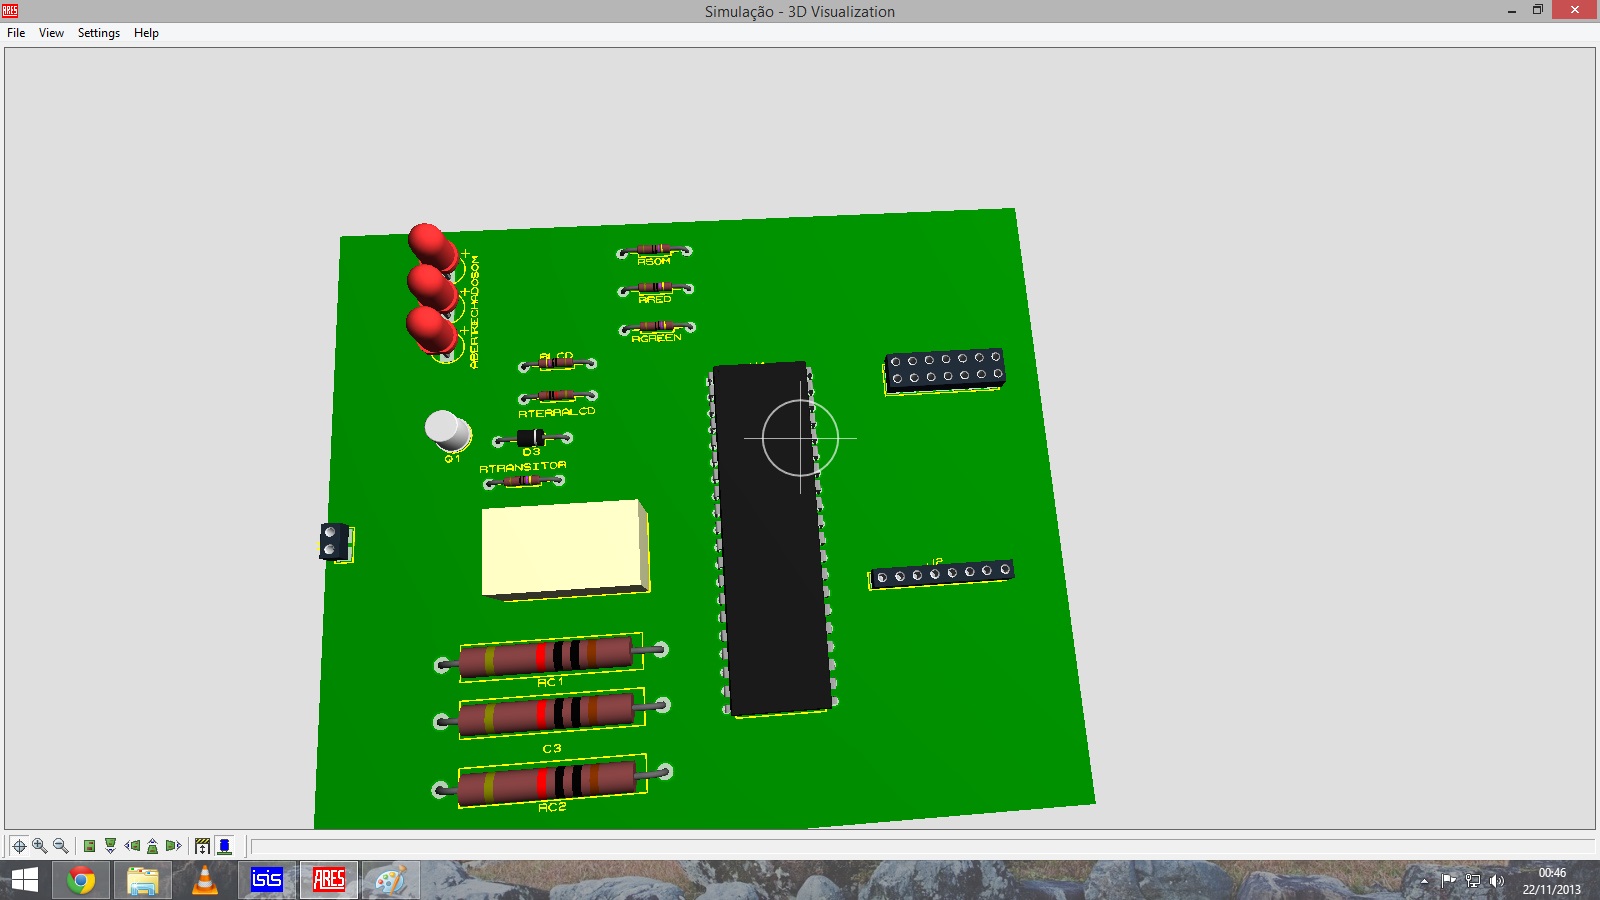 ARES
Simulação - 3D Visualization
File View Settings Help
RSOM
RRED
RGREEN
RLCD
RTERRALCD
D3
Q1
RTRANSITOR
J2
RC1
C3
RC2
isis
ARES
00:46
22/11/2013